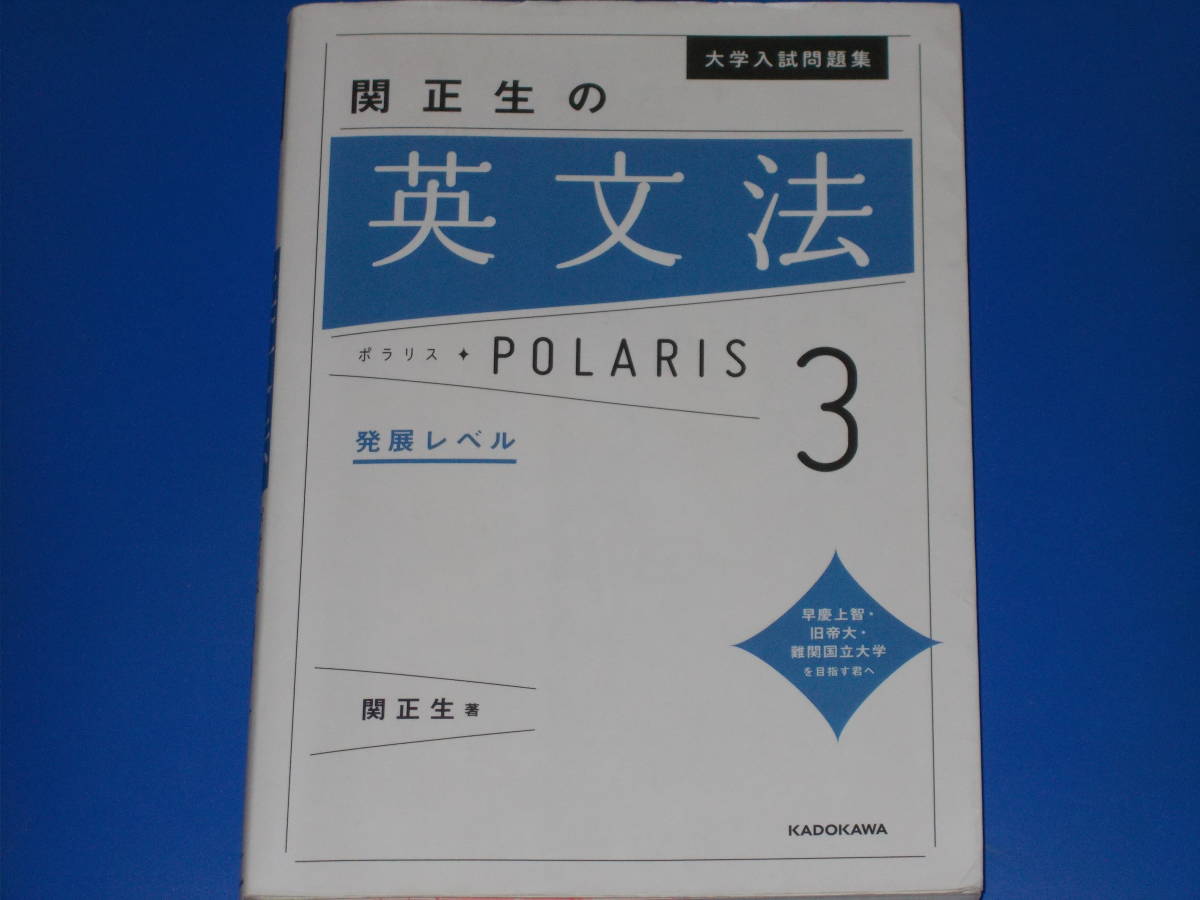 大学入試問題集
関正生の
英文法
ポラリス✦POLARIS 3
発展レベル
早慶上智・
旧帝大・
難関国立大学
を目指す君へ
関正生 著
KADOKAWA